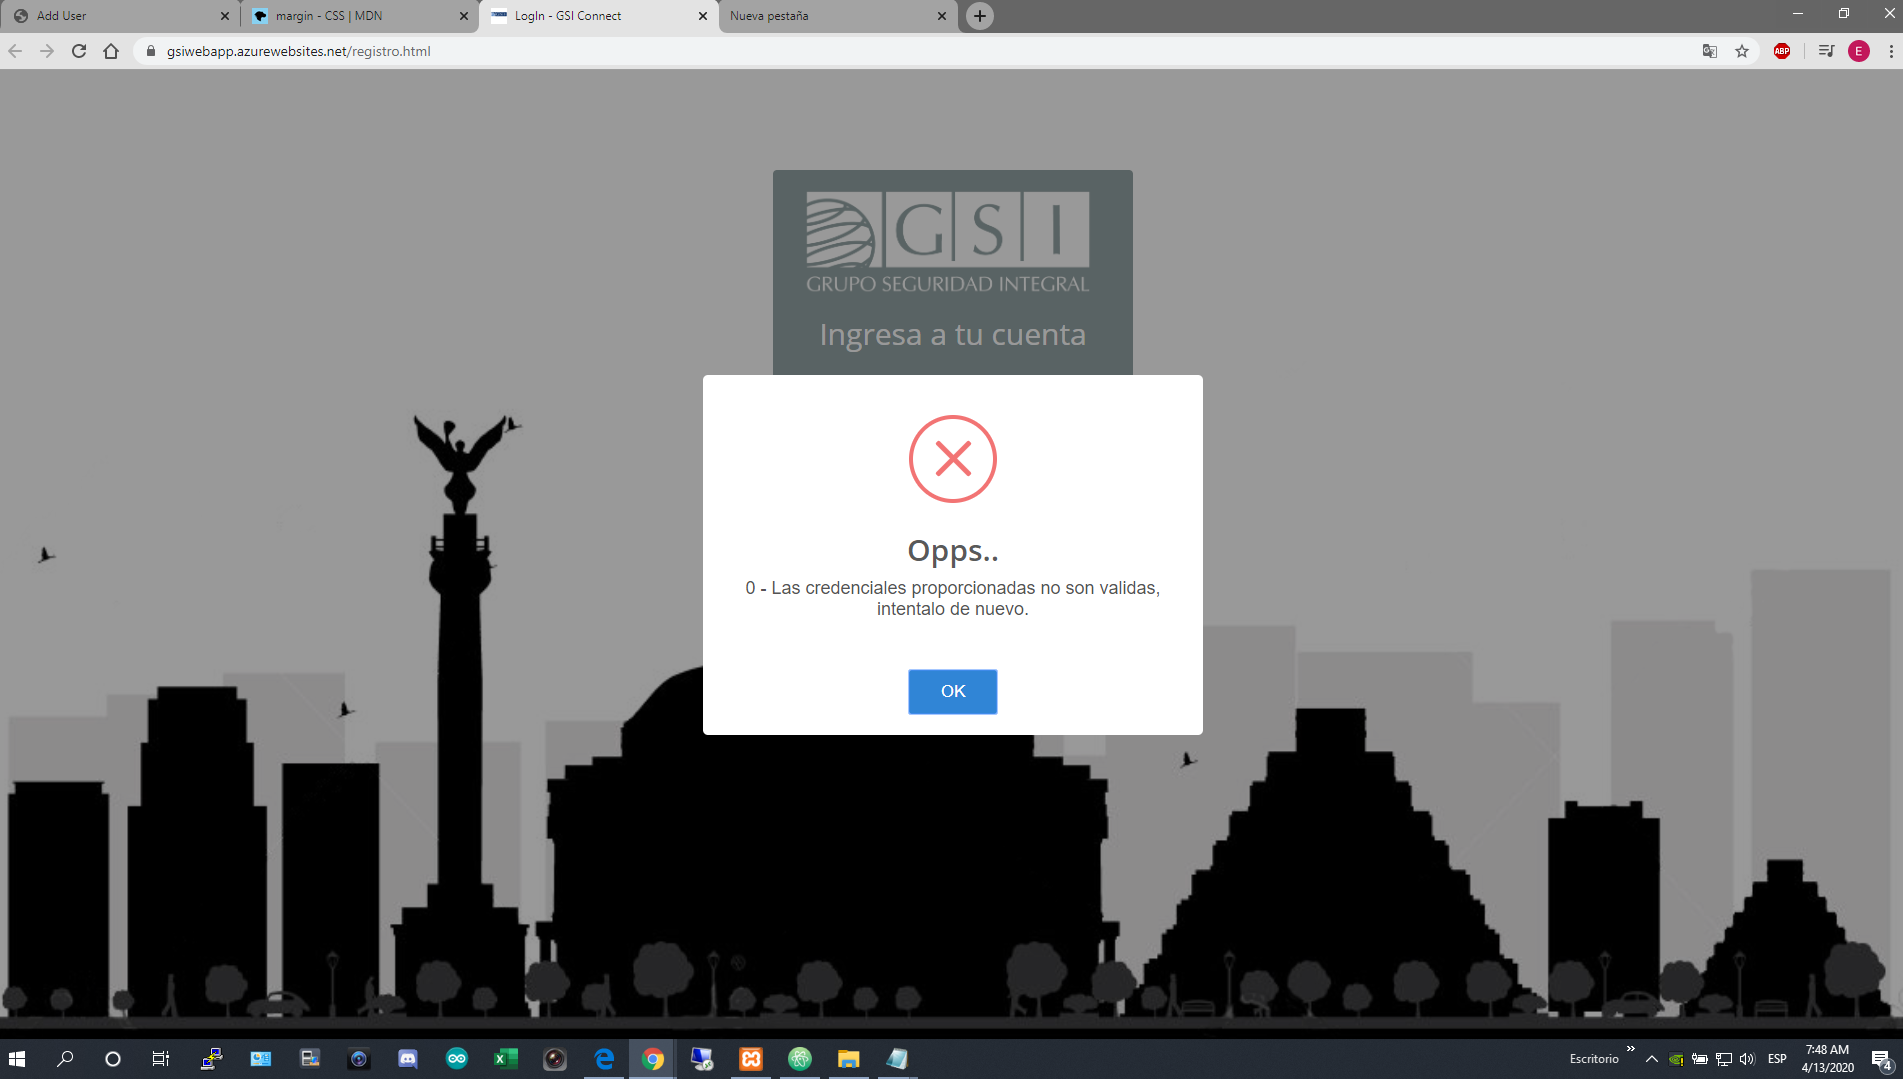 Add User
margin - CSS | MDN
LogIn - GSI Connect
Nueva pestaña
gsiwebapp.azurewebsites.net/registro.html
ABP
E
GSI
GRUPO SEGURIDAD INTEGRAL
Ingresa a tu cuenta
Opps..
0 - Las credenciales proporcionadas no son validas,
intentalo de nuevo.
OK
Escritorio
ESP
7:48 AM
4/13/2020
4